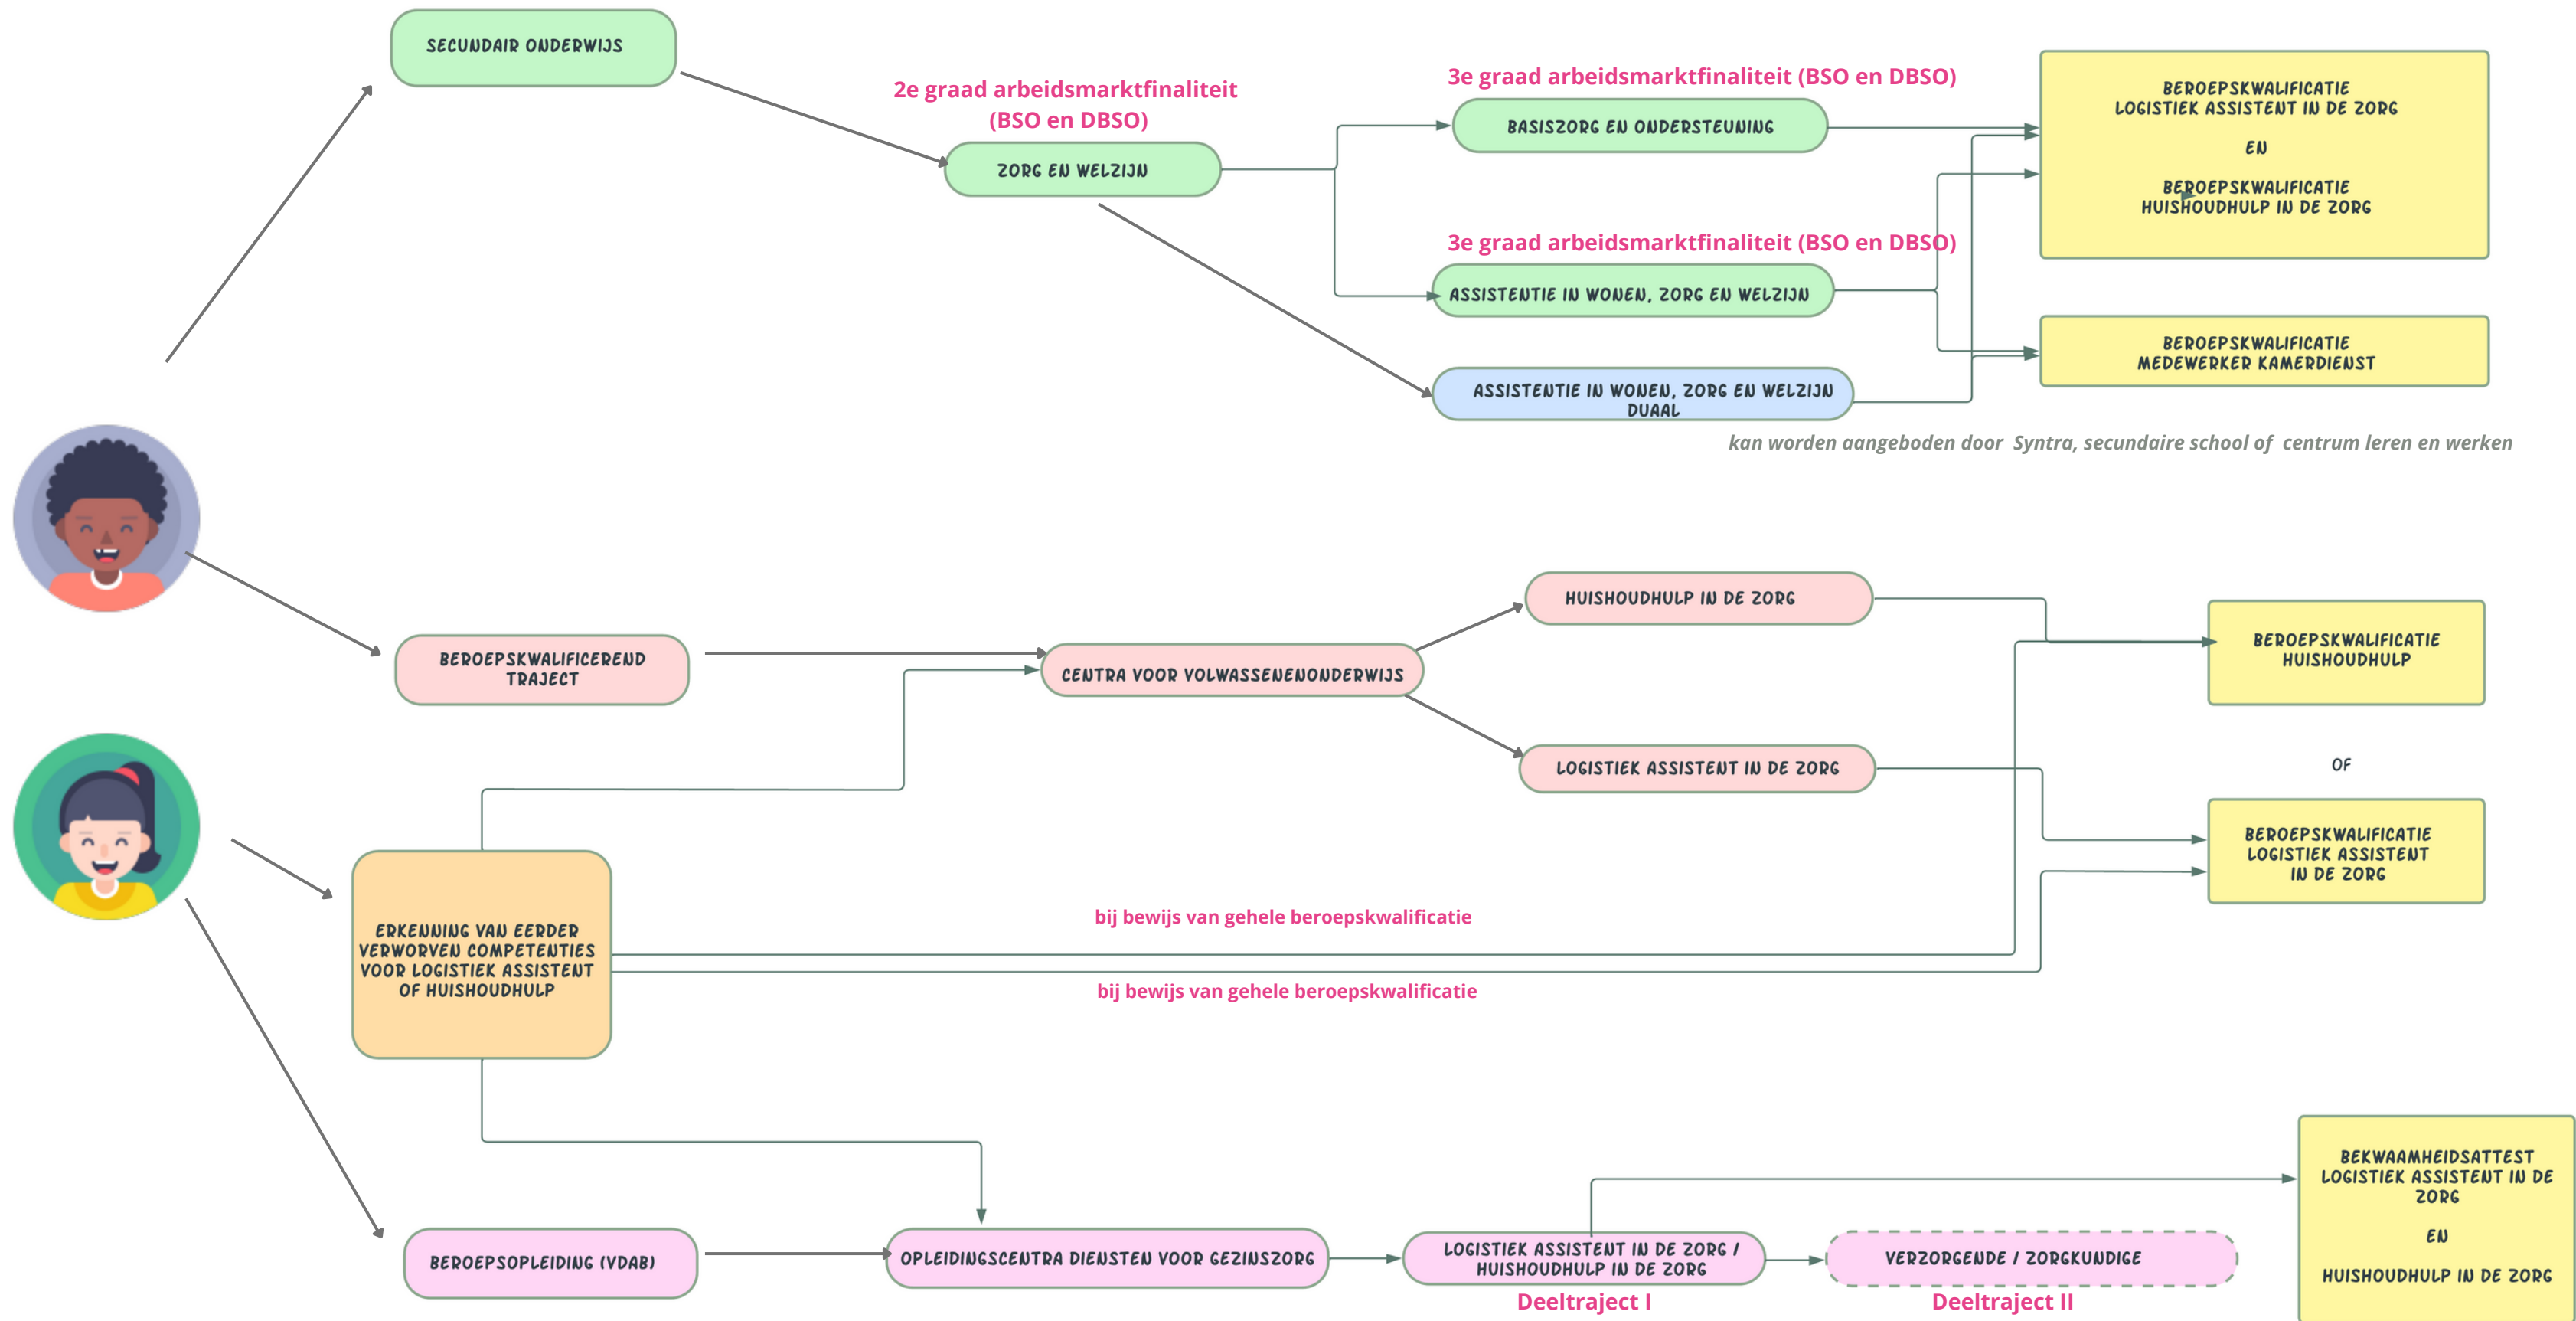 SECUNDAIR ONDERWIJS
2e graad arbeidsmarktfinaliteit
(BSO en DBSO)
ZORG EN WELZIJN
3e graad arbeidsmarktfinaliteit (BSO en DBSO)
BASISZORG EN ONDERSTEUNING
3e graad arbeidsmarktfinaliteit (BSO en DBSO)
ASSISTENTIE IN WONEN, ZORG EN WELZIJN
ASSISTENTIE IN WONEN, ZORG EN WELZIJN
DUAAL
kan worden aangeboden door Syntra, secundaire school of centrum leren en werken
BEROEPSKWALIFICATIE
LOGISTIEK ASSISTENT IN DE ZORG
EN
BEROEPSKWALIFICATIE
HUISHOUDHULP IN DE ZORG
BEROEPSKWALIFICATIE
MEDEWERKER KAMERDIENST
BEROEPSKWALIFICEREND
TRAJECT
CENTRA VOOR VOLWASSENENONDERWIJS
HUISHOUDHULP IN DE ZORG
LOGISTIEK ASSISTENT IN DE ZORG
BEROEPSKWALIFICATIE
HUISHOUDHULP
OF
BEROEPSKWALIFICATIE
LOGISTIEK ASSISTENT
IN DE ZORG
ERKENNING VAN EERDER
VERWORVEN COMPETENTIES
VOOR LOGISTIEK ASSISTENT
OF HUISHOUDHULP
bij bewijs van gehele beroepskwalificatie
bij bewijs van gehele beroepskwalificatie
BEROEPSOPLEIDING (VDAB)
OPLEIDINGSCENTRA DIENSTEN VOOR GEZINSZORG
LOGISTIEK ASSISTENT IN DE ZORG /
HUISHOUDHULP IN DE ZORG
Deeltraject I
VERZORGENDE / ZORGKUNDIGE
Deeltraject II
BEKWAAMHEIDSATTEST
LOGISTIEK ASSISTENT IN DE
ZORG
EN
HUISHOUDHULP IN DE ZORG